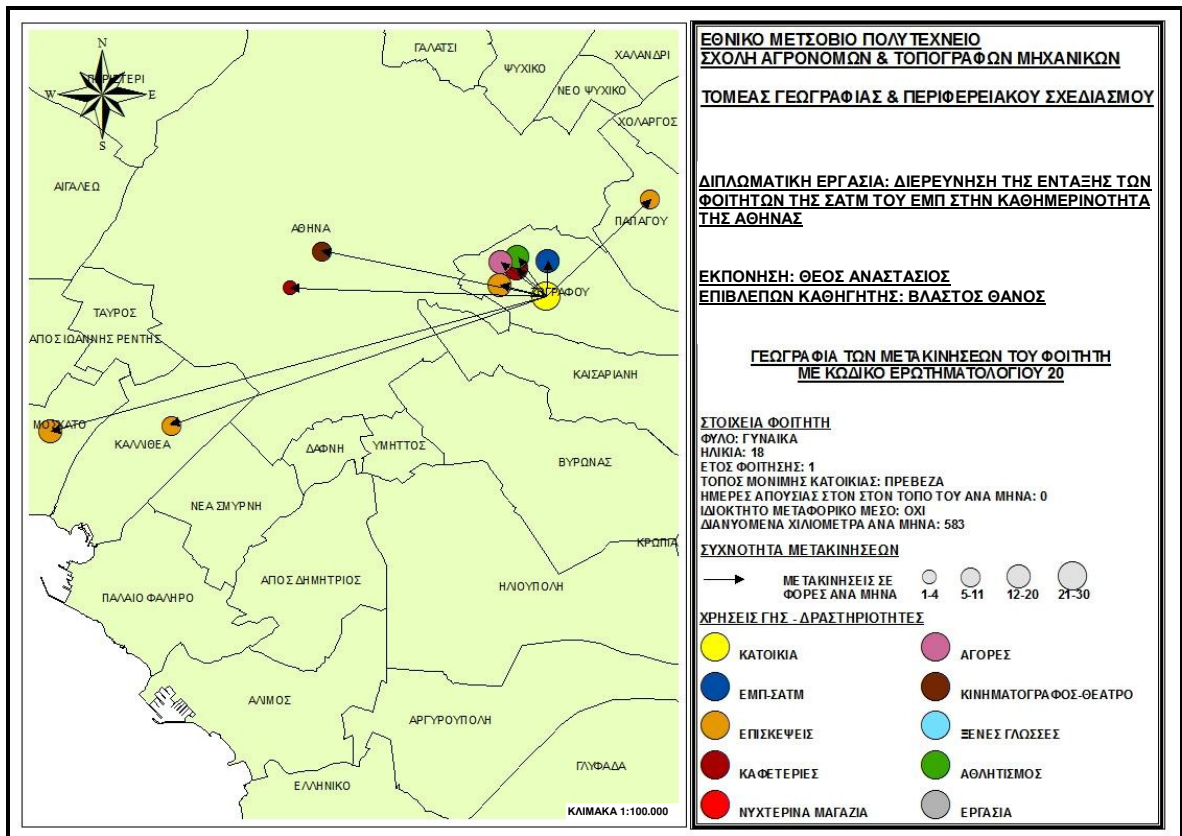 N
W
E
S
ΠΕΡΙΣΤΕΡΙ
ΓΑΛΑΤΣΙ
ΧΑΛΑΝΔΡΙ
ΨΥΧΙΚΟ
ΝΕΟ ΨΥΧΙΚΟ
ΧΟΛΑΡΓΟΣ
ΑΙΓΑΛΕΩ
ΠΑΠΑΓΟΥ
ΑΘΗΝΑ
ΖΩΓΡΑΦΟΥ
ΤΑΥΡΟΣ
ΑΓΙΟΣ ΙΩΑΝΝΗΣ ΡΕΝΤΗΣ
ΚΑΙΣΑΡΙΑΝΗ
ΜΟΣΧΑΤΟ
ΚΑΛΛΙΘΕΑ
ΔΑΦΝΗ
ΥΜΗΤΤΟΣ
ΒΥΡΩΝΑΣ
ΝΕΑ ΣΜΥΡΝΗ
ΚΡΩΠΙΑ
ΑΓΙΟΣ ΔΗΜΗΤΡΙΟΣ
ΗΛΙΟΥΠΟΛΗ
ΠΑΛΑΙΟ ΦΑΛΗΡΟ
ΑΛΙΜΟΣ
ΑΡΓΥΡΟΥΠΟΛΗ
ΓΛΥΦΑΔΑ
ΕΛΛΗΝΙΚΟ
ΚΛΙΜΑΚΑ 1:100.000
ΕΘΝΙΚΟ ΜΕΤΣΟΒΙΟ ΠΟΛΥΤΕΧΝΕΙΟ
ΣΧΟΛΗ ΑΓΡΟΝΟΜΩΝ & ΤΟΠΟΓΡΑΦΩΝ ΜΗΧΑΝΙΚΩΝ
ΤΟΜΕΑΣ ΓΕΩΓΡΑΦΙΑΣ & ΠΕΡΙΦΕΡΕΙΑΚΟΥ ΣΧΕΔΙΑΣΜΟΥ
ΔΙΠΛΩΜΑΤΙΚΗ ΕΡΓΑΣΙΑ: ΔΙΕΡΕΥΝΗΣΗ ΤΗΣ ΕΝΤΑΞΗΣ ΤΩΝ
ΦΟΙΤΗΤΩΝ ΤΗΣ ΣΑΤΜ ΤΟΥ ΕΜΠ ΣΤΗΝ ΚΑΘΗΜΕΡΙΝΟΤΗΤΑ
ΤΗΣ ΑΘΗΝΑΣ
ΕΚΠΟΝΗΣΗ: ΘΕΟΣ ΑΝΑΣΤΑΣΙΟΣ
ΕΠΙΒΛΕΠΩΝ ΚΑΘΗΓΗΤΗΣ: ΒΛΑΣΤΟΣ ΘΑΝΟΣ
ΓΕΩΓΡΑΦΙΑ ΤΩΝ ΜΕΤΑΚΙΝΗΣΕΩΝ ΤΟΥ ΦΟΙΤΗΤΗ
ΜΕ ΚΩΔΙΚΟ ΕΡΩΤΗΜΑΤΟΛΟΓΙΟΥ 20
ΣΤΟΙΧΕΙΑ ΦΟΙΤΗΤΗ
ΦΥΛΟ: ΓΥΝΑΙΚΑ
ΗΛΙΚΙΑ: 18
ΕΤΟΣ ΦΟΙΤΗΣΗΣ: 1
ΤΟΠΟΣ ΜΟΝΙΜΗΣ ΚΑΤΟΙΚΙΑΣ: ΠΡΕΒΕΖΑ
ΗΜΕΡΕΣ ΑΠΟΥΣΙΑΣ ΣΤΟΝ ΣΤΟΝ ΤΟΠΟ ΤΟΥ ΑΝΑ ΜΗΝΑ: 0
ΙΔΙΟΚΤΗΤΟ ΜΕΤΑΦΟΡΙΚΟ ΜΕΣΟ: ΟΧΙ
ΔΙΑΝΥΟΜΕΝΑ ΧΙΛΙΟΜΕΤΡΑ ΑΝΑ ΜΗΝΑ: 583
ΣΥΧΝΟΤΗΤΑ ΜΕΤΑΚΙΝΗΣΕΩΝ
ΜΕΤΑΚΙΝΗΣΕΙΣ ΣΕ
ΦΟΡΕΣ ΑΝΑ ΜΗΝΑ 1-4 5-11 12-20 21-30
ΧΡΗΣΕΙΣ ΓΗΣ - ΔΡΑΣΤΗΡΙΟΤΗΤΕΣ
ΚΑΤΟΙΚΙΑ
ΑΓΟΡΕΣ
ΕΜΠ-ΣΑΤΜ
ΚΙΝΗΜΑΤΟΓΡΑΦΟΣ-ΘΕΑΤΡΟ
ΕΠΙΣΚΕΨΕΙΣ
ΞΕΝΕΣ ΓΛΩΣΣΕΣ
ΚΑΦΕΤΕΡΙΕΣ
ΑΘΛΗΤΙΣΜΟΣ
ΝΥΧΤΕΡΙΝΑ ΜΑΓΑΖΙΑ
ΕΡΓΑΣΙΑ